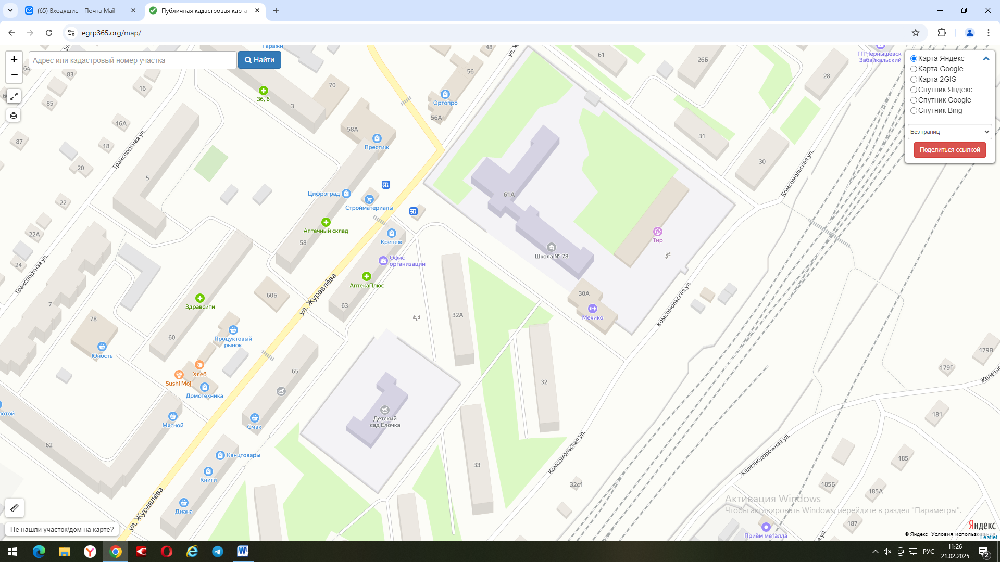 (65) Входящие - Почта Mail
Публичная кадастровая карта
egrp365.org/map/
Адрес или кадастровый номер участка
Найти
Карта Яндекс
Карта Google
Карта 2GIS
Спутник Яндекс
Спутник Google
Спутник Bing
Без границ
Поделиться ссылкой
ГП Чернышевск-
Забайкальский
Гаражи
48
61
26Б
28
64
83
16
70
56
36, 6
3
Ортопро
56А
85
16А
58А
Престиж
31
30
87
18
20
Транспортная ул.
5
22
Цифроград
Стройматериалы
61А
Комсомольская ул.
Аптечный склад
58
Крепеж
22А
Тир
Школа № 78
24
Офис
организации
АптекаПлюс
Транспортная ул.
ул. Журавлёва
7
60Б
63
30А
Мехико
Комсомольская ул.
Здравсити
78
32А
60
Продуктовый
рынок
Юность
179В
179Г
Хлеб
Sushi Moji
65
32
Домотехника
Детский
сад Ёлочка
Мясной
Смак
181
62
Комсомольская ул.
Железнодорожная ул.
Канцтовары
33
185
Книги
32с1
185Б
185А
ул. Журавлёва
Диана
187
Приём металла
Активация Windows
Чтобы активировать Windows, перейдите в раздел "Параметры".
Не нашли участок/дом на карте?
Яндекс
© Яндекс
Leaflet
РУС
11:26
21.02.2025
2